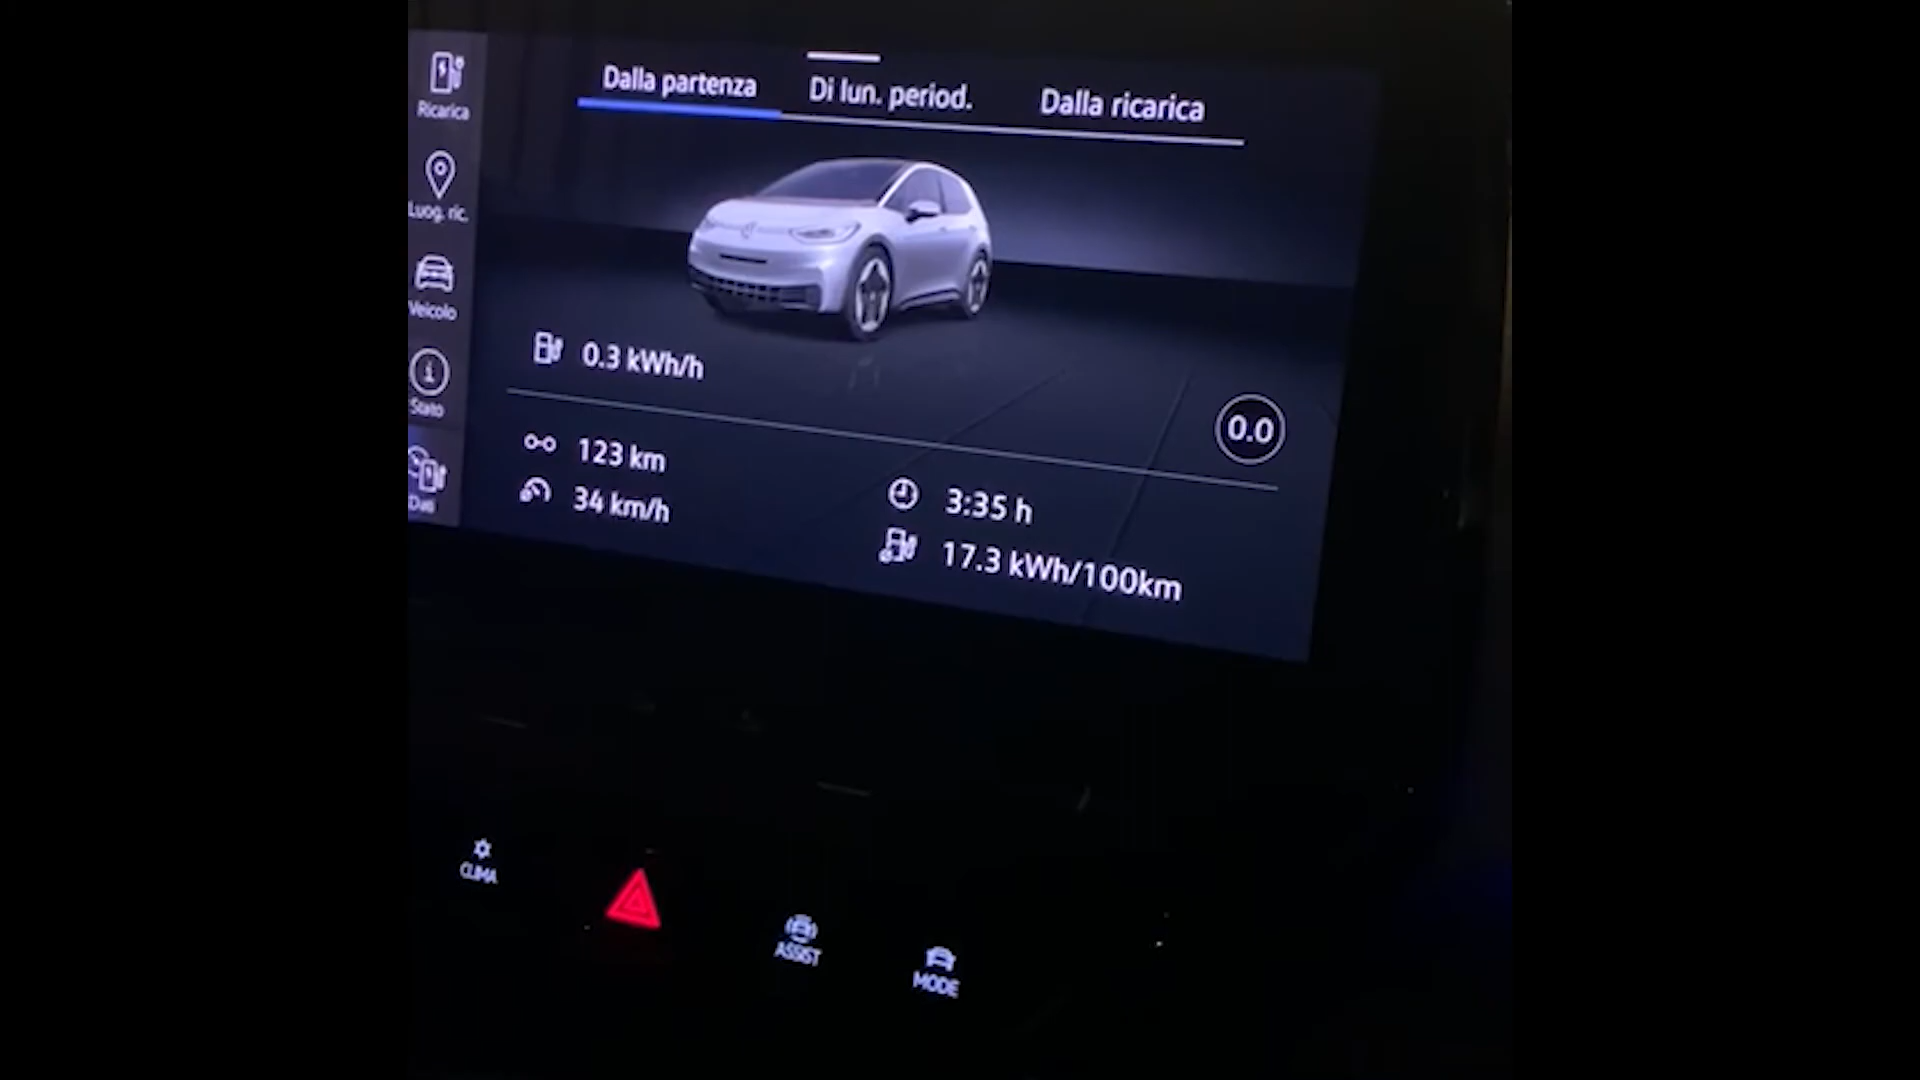 Dalla partenza
Di lun. period.
Dalla ricarica
Ricarica
Luog. ric.
Veicolo
Stato
Dati
0.3 kWh/h
0.0
123 km
34 km/h
3:35 h
17.3 kWh/100km
CLIMA
ASSIST
MODE